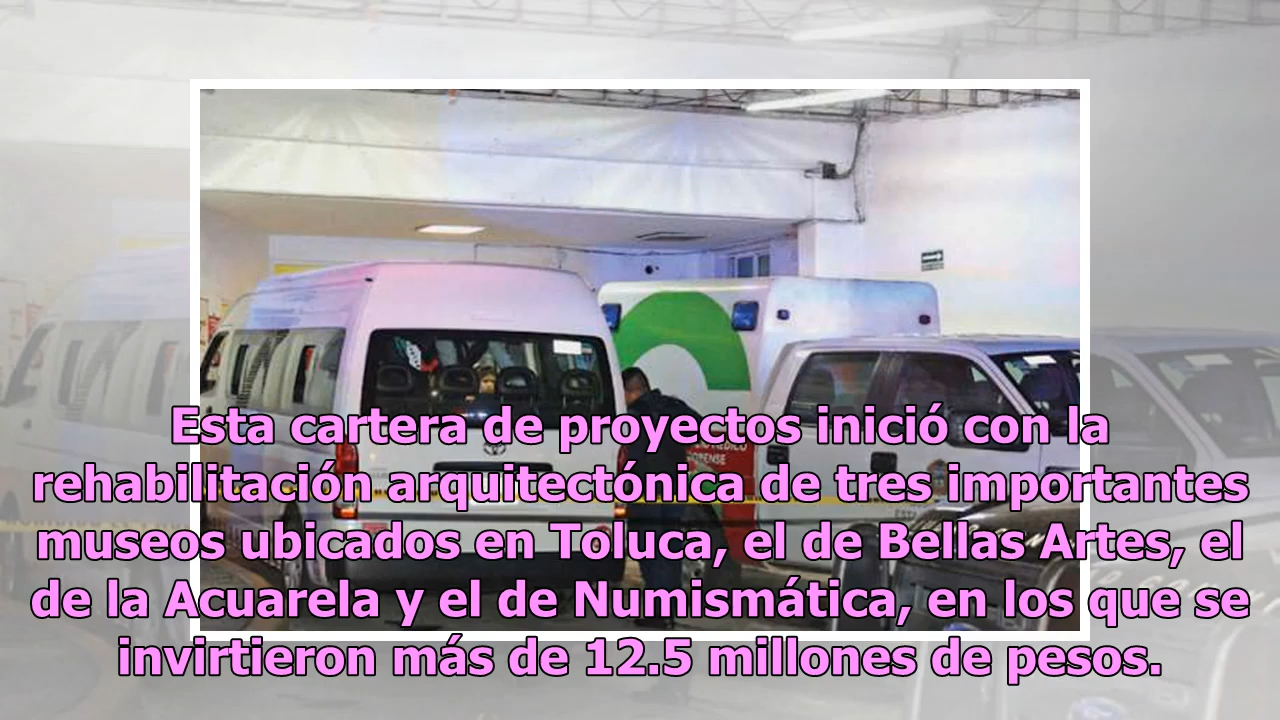 Esta cartera de proyectos inició con la
rehabilitación arquitectónica de tres importantes
museos ubicados en Toluca, el de Bellas Artes, el
de la Acuarela y el de Numismática, en los que se
invirtieron más de 12.5 millones de pesos.